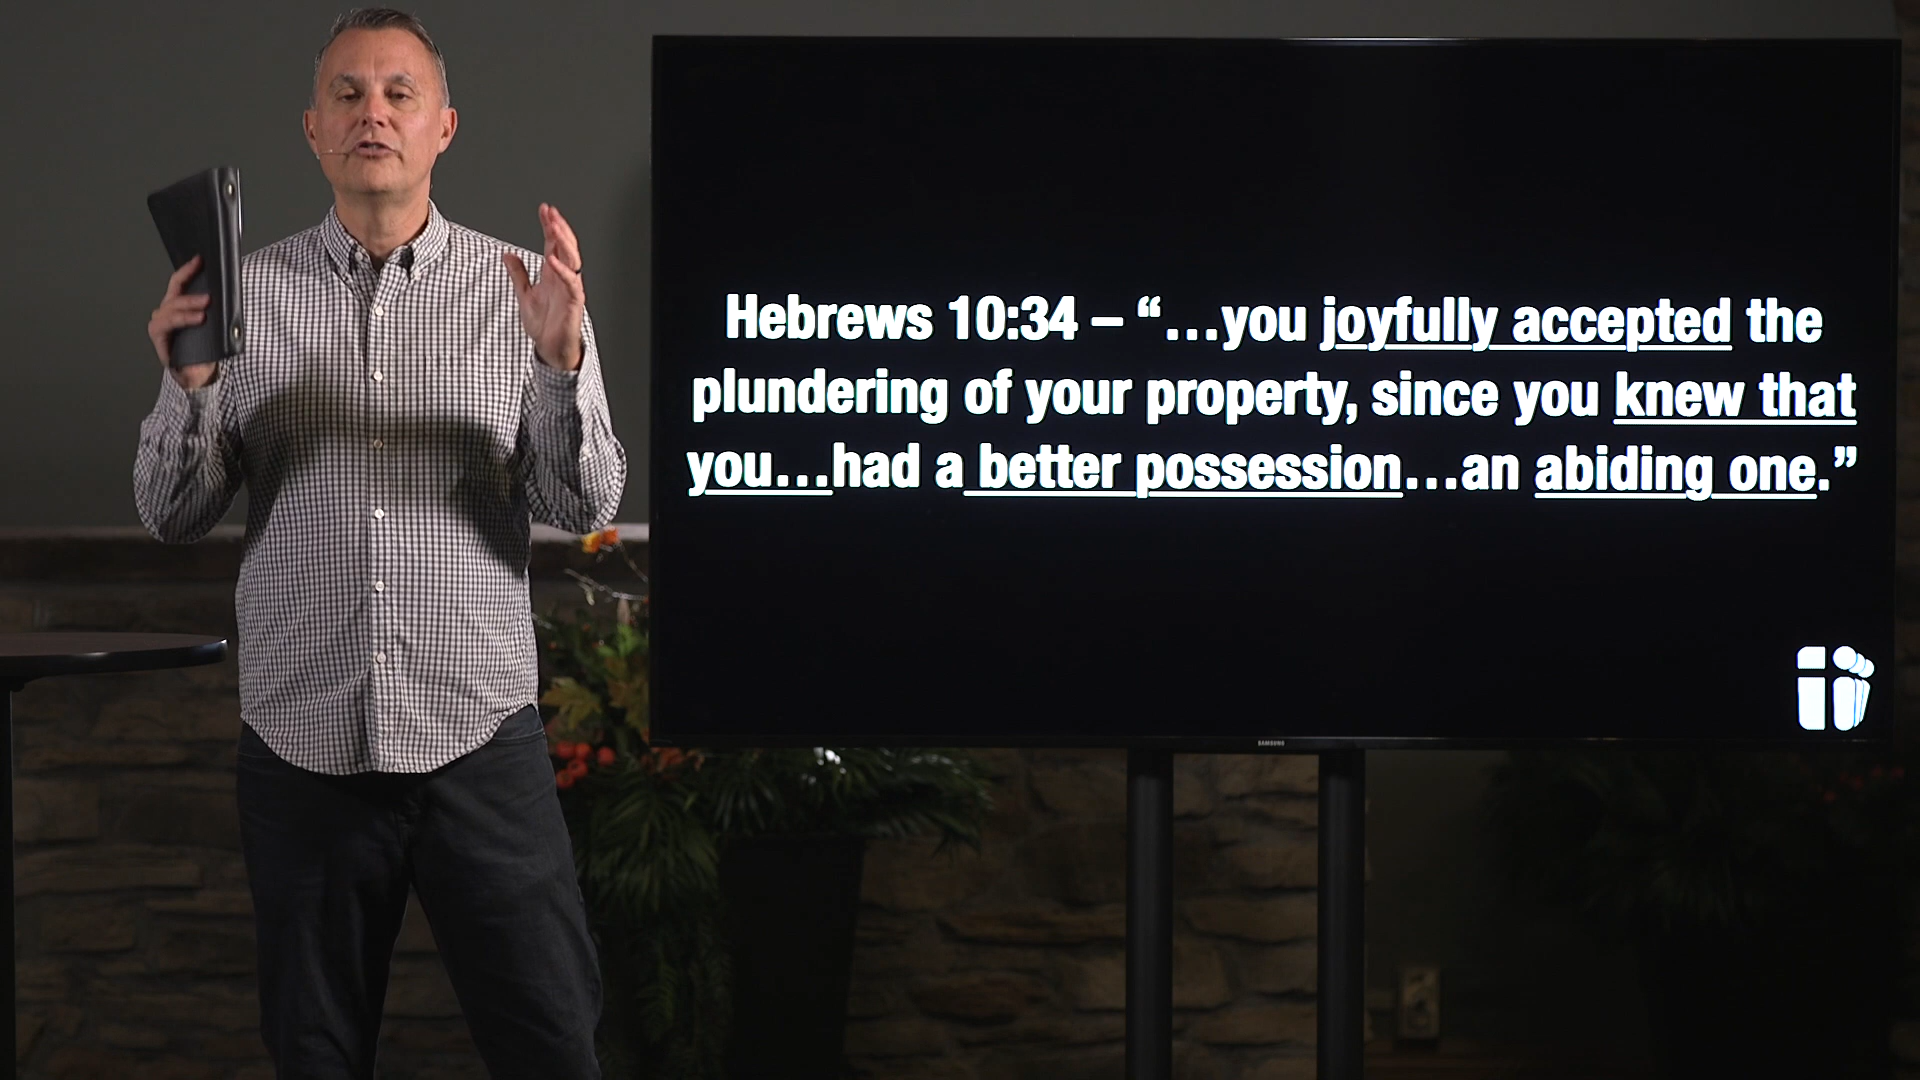 Hebrews 10:34 – “…you joyfully accepted the
plundering of your property, since you knew that
you…had a better possession…an abiding one.”
SAMSUNG